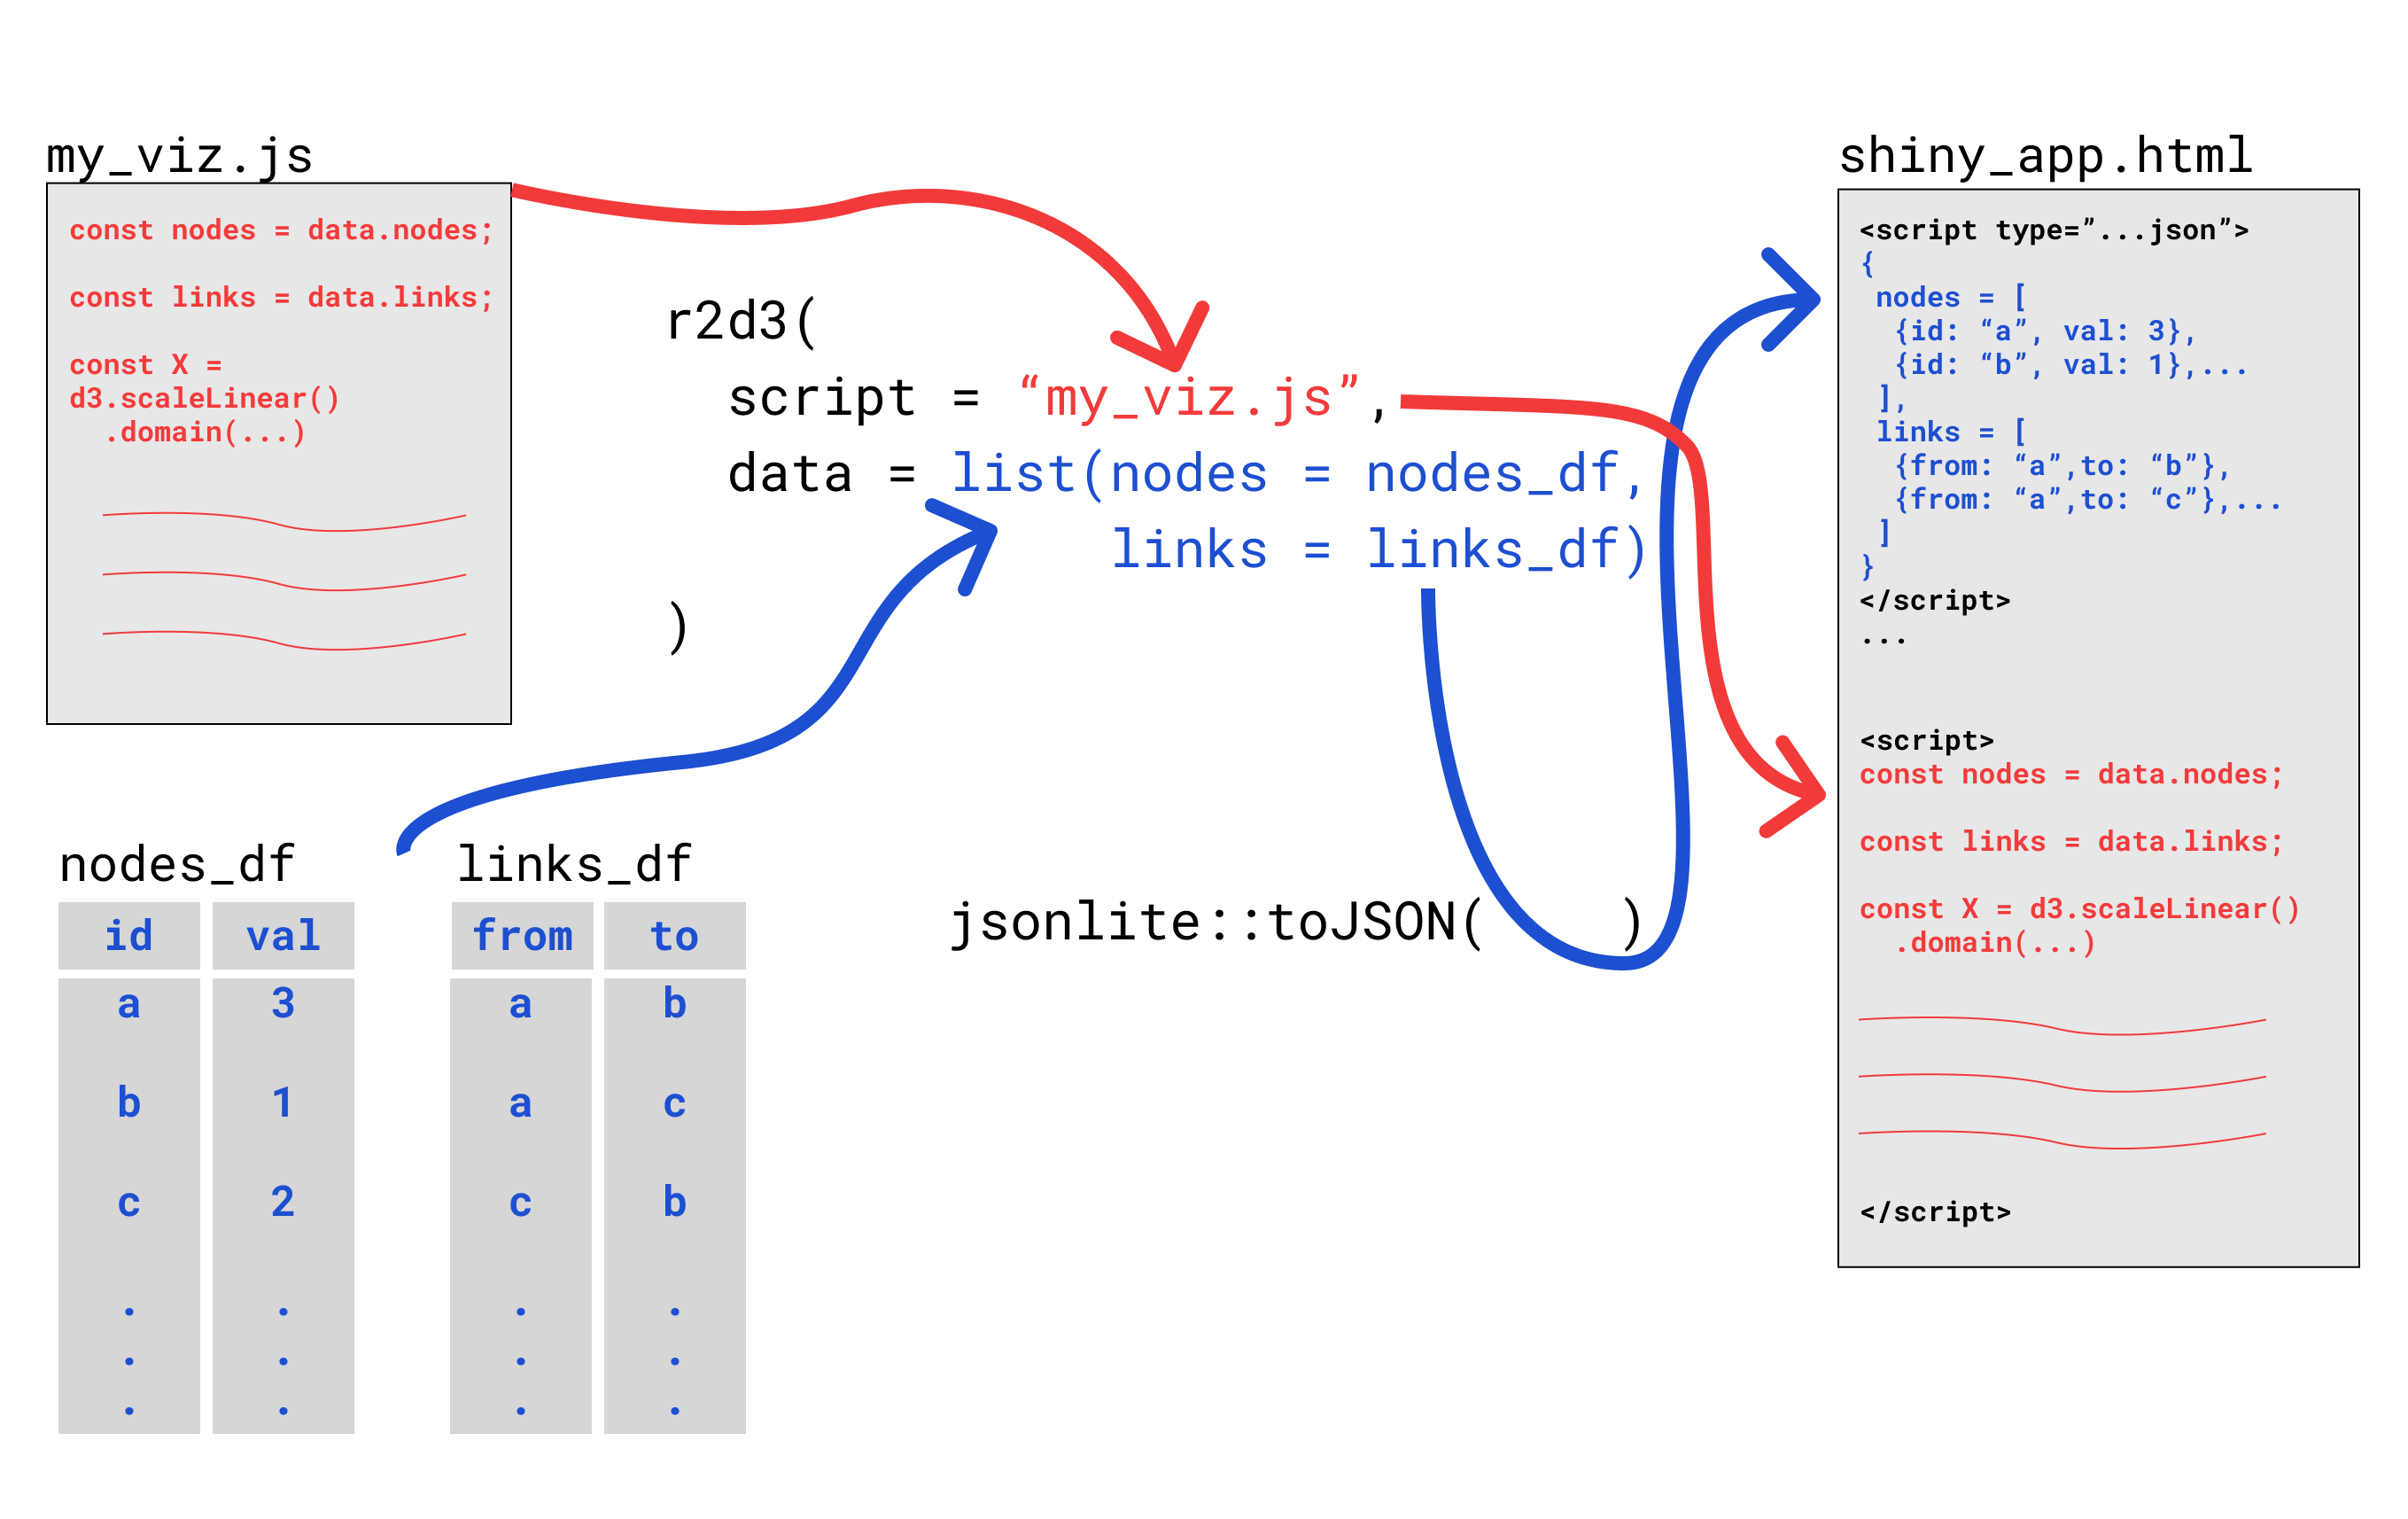 my_viz.js
const nodes = data.nodes;
const links = data.links;
const X =
d3.scaleLinear()
.domain(...)
r2d3(
script = “my_viz.js”,
data = list(nodes = nodes_df,
links = links_df)
)
nodes_df
id val
a 3
b 1
c 2
. .
. .
. .
links_df
from to
a b
a c
c b
. .
. .
. .
jsonlite::toJSON( )
shiny_app.html
<script type=”...json”>
{
nodes = [
{id: “a”, val: 3},
{id: “b”, val: 1},...
],
links = [
{from: “a”,to: “b”},
{from: “a”,to: “c”},...
]
}
</script>
...
<script>
const nodes = data.nodes;
const links = data.links;
const X = d3.scaleLinear()
.domain(...)
</script>